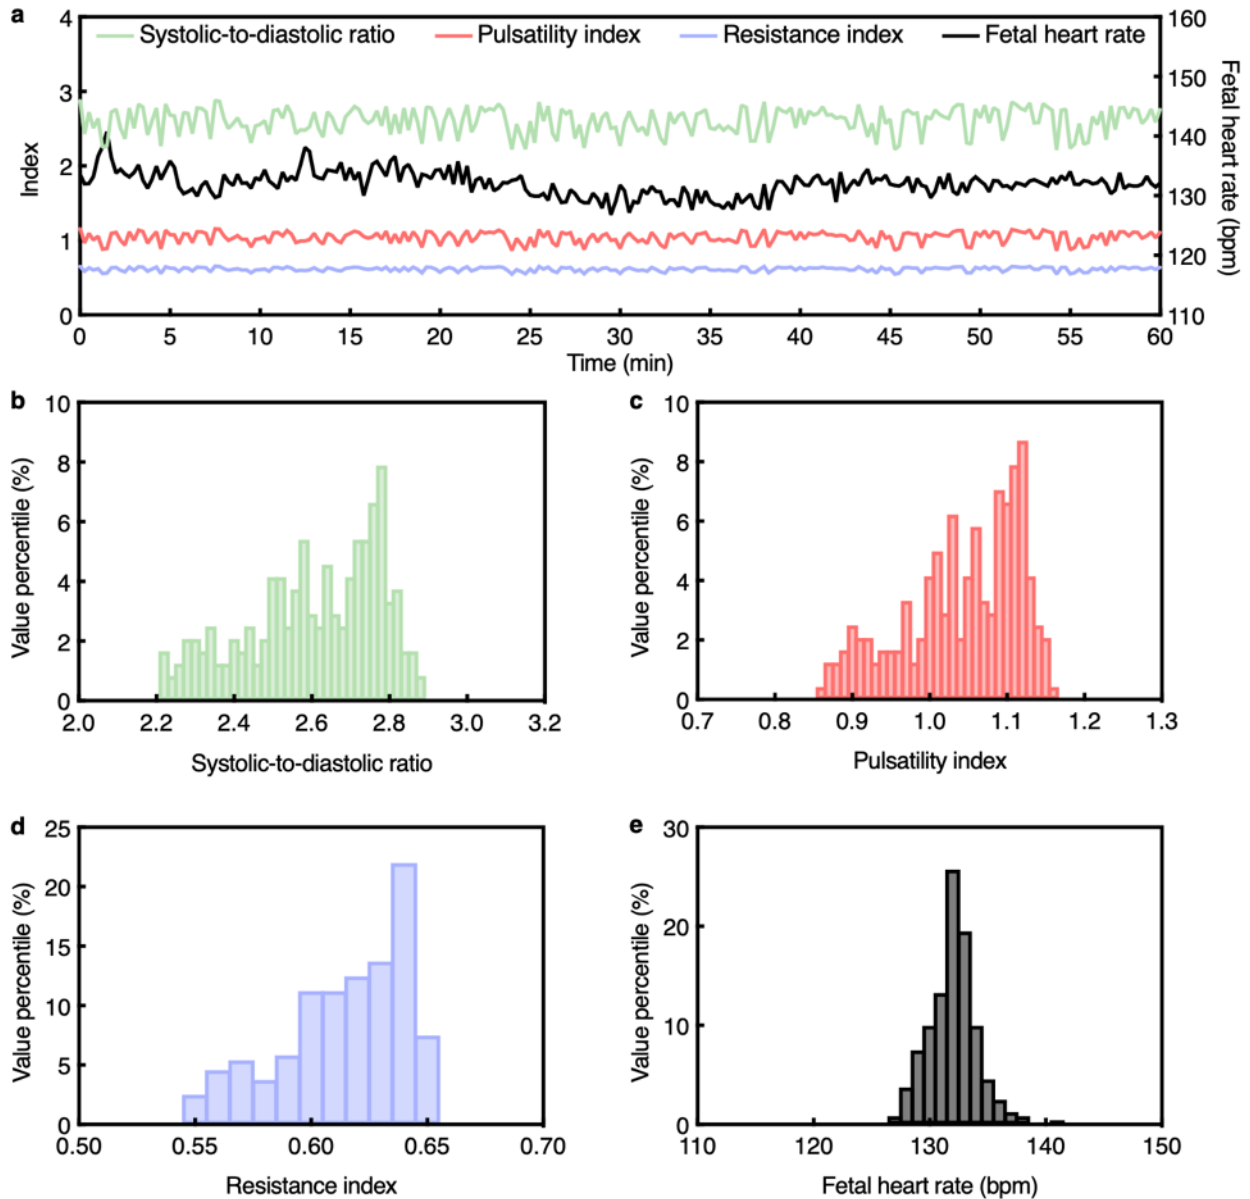 a
Systolic-to-diastolic ratio Pulsatility index Resistance index Fetal heart rate
4
3
2
1
0
Index
160
150
140
130
120
110
Fetal heart rate (bpm)
0 5 10 15 20 25 30 35 40 45 50 55 60
Time (min)
b
10
8
6
4
2
0
Value percentile (%)
2.0 2.2 2.4 2.6 2.8 3.0 3.2
Systolic-to-diastolic ratio
c
10
8
6
4
2
0
Value percentile (%)
0.7 0.8 0.9 1.0 1.1 1.2 1.3
Pulsatility index
d
25
20
15
10
5
0
Value percentile (%)
0.50 0.55 0.60 0.65 0.70
Resistance index
e
30
20
10
0
Value percentile (%)
110 120 130 140 150
Fetal heart rate (bpm)